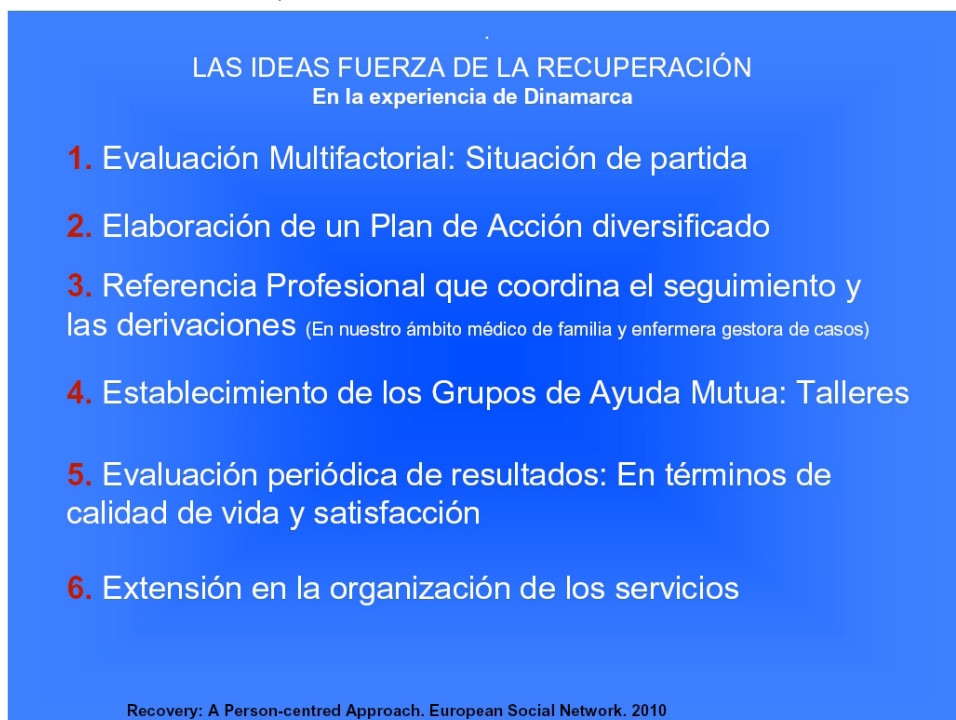 LAS IDEAS FUERZA DE LA RECUPERACIÓN
En la experiencia de Dinamarca
1. Evaluación Multifactorial: Situación de partida
2. Elaboración de un Plan de Acción diversificado
3. Referencia Profesional que coordina el seguimiento y
las derivaciones (En nuestro ámbito médico de familia y enfermera gestora de casos)
4. Establecimiento de los Grupos de Ayuda Mutua: Talleres
5. Evaluación periódica de resultados: En términos de
calidad de vida y satisfacción
6. Extensión en la organización de los servicios
Recovery: A Person-centred Approach. European Social Network. 2010